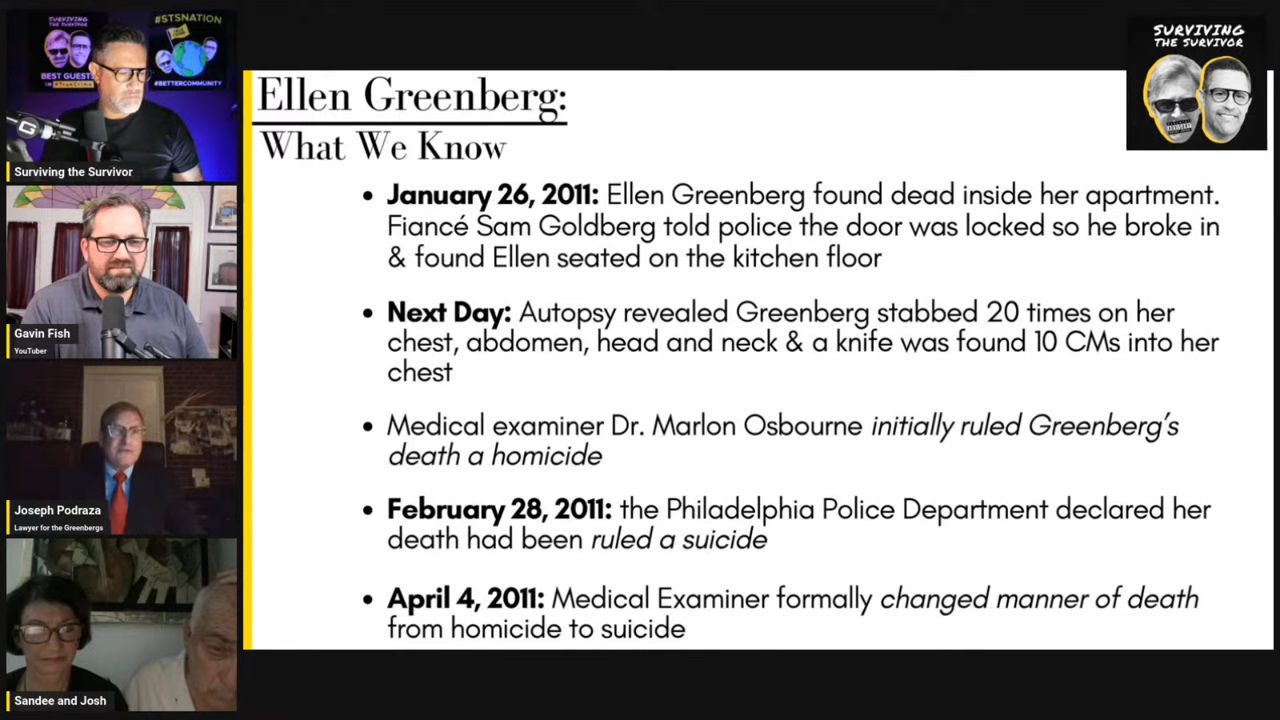 SURVIVING
THE SURVIVOR
BEST GUESTS
#STSNATION
#BETTERCOMMUNITY
Surviving the Survivor
Gavin Fish
YouTuber
Joseph Podraza
Lawyer for the Greenbergs
Sandee and Josh
Ellen Greenberg:
What We Know
• January 26, 2011: Ellen Greenberg found dead inside her apartment.
Fiancé Sam Goldberg told police the door was locked so he broke in
& found Ellen seated on the kitchen floor
• Next Day: Autopsy revealed Greenberg stabbed 20 times on her
chest, abdomen, head and neck & a knife was found 10 CMs into her
chest
• Medical examiner Dr. Marlon Osbourne initially ruled Greenberg's
death a homicide
• February 28, 2011: the Philadelphia Police Department declared her
death had been ruled a suicide
• April 4, 2011: Medical Examiner formally changed manner of death
from homicide to suicide
SURVIVING
THE SURVIVOR